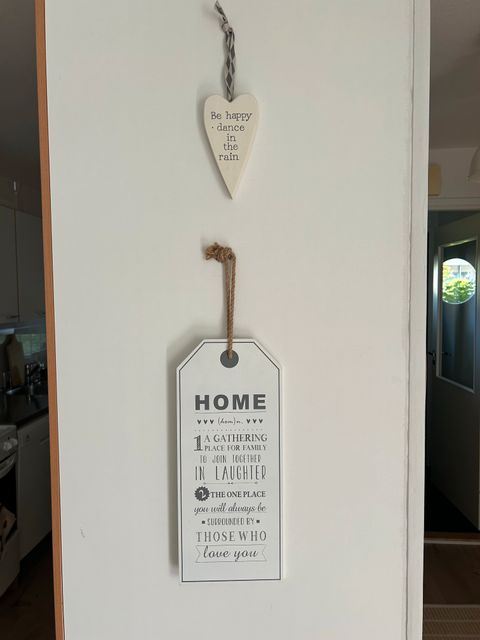 Be happy
· dance
in
the
rain
HOME
♥♥♥ (hom)n. ♥♥♥
1 A GATHERING
PLACE FOR FAMILY
TO JOIN TOGETHER
IN LAUGHTER
2 THE ONE PLACE
you will always be
▪ SURROUNDED BY ▪
THOSE WHO
love you